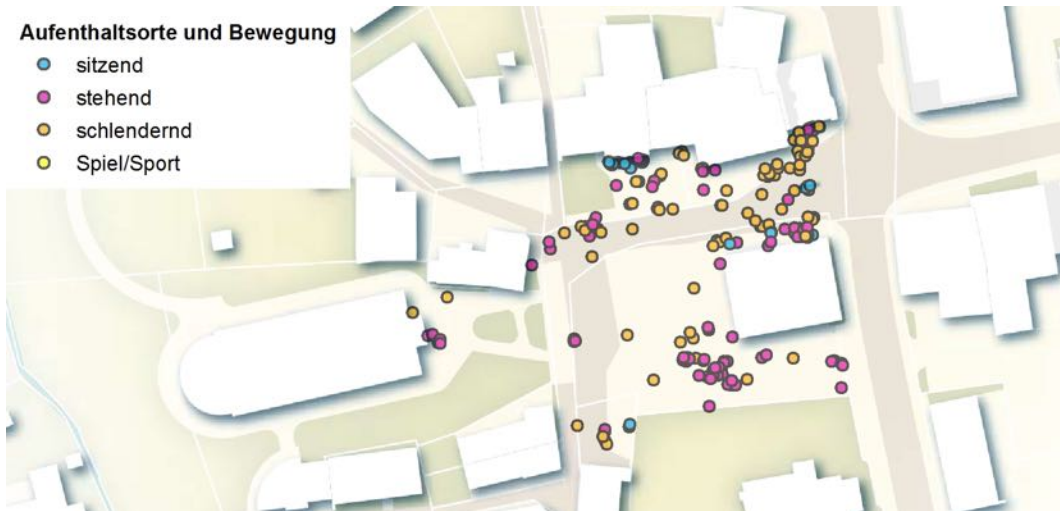 Aufenthaltsorte und Bewegung
sitzend
stehend
schlendernd
Spiel/Sport